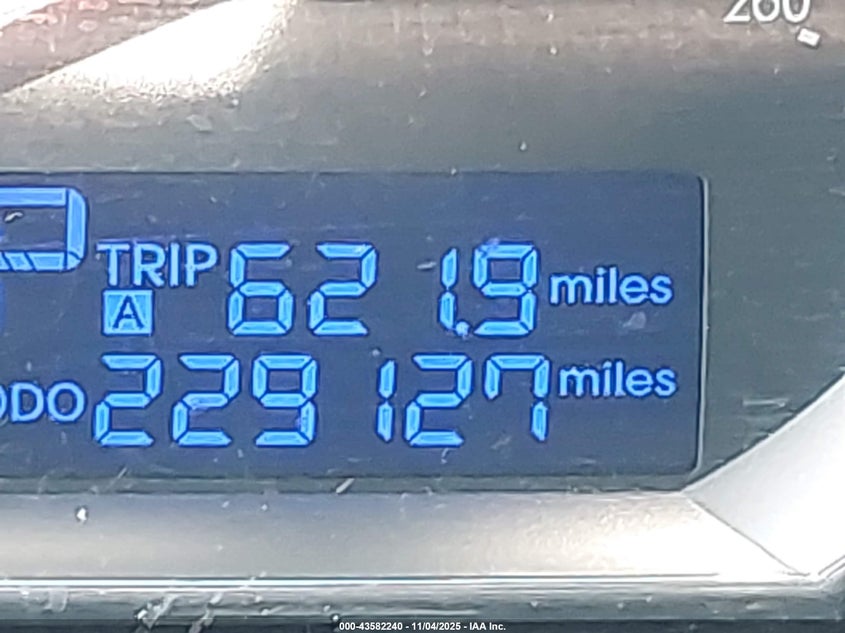 260
P
TRIP 621.9 miles
A
ODO 229127 miles
000-43582240 - 11/04/2025 - IAA Inc.